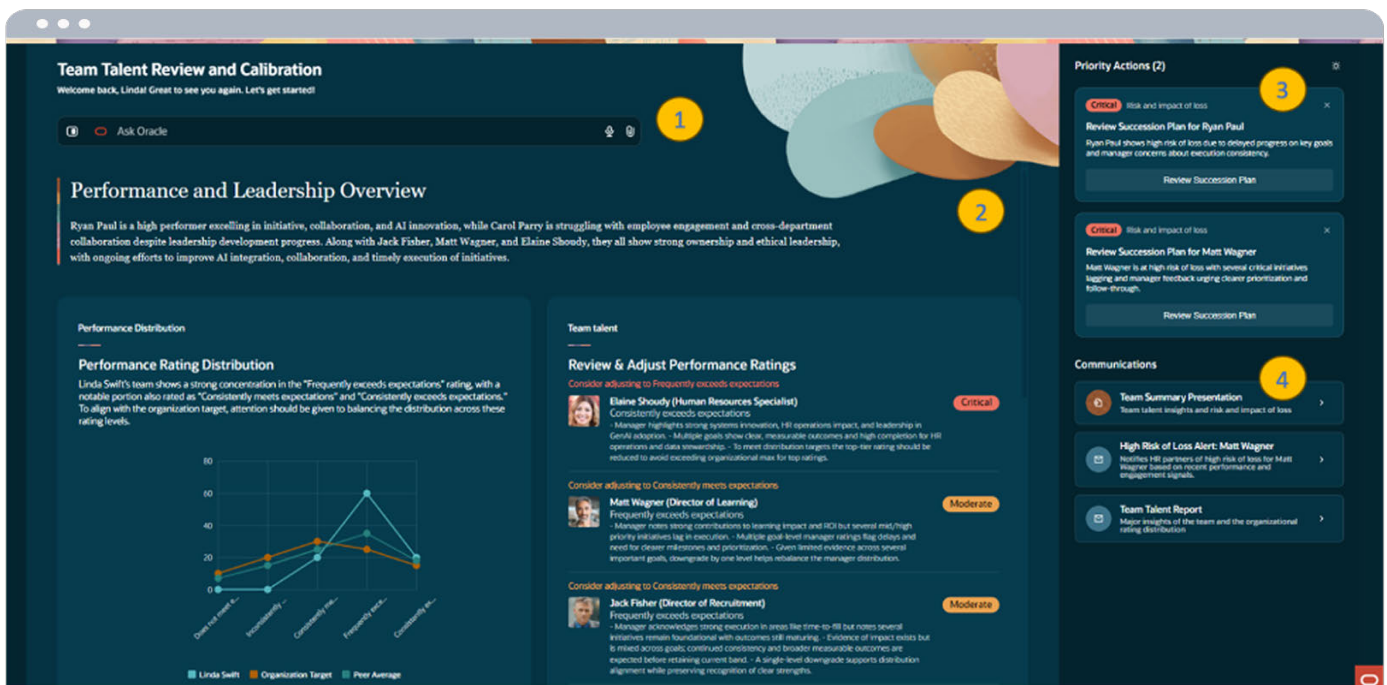 Team Talent Review and Calibration
Welcome back, Linda! Great to see you again. Let's get started!
Ask Oracle
1
Performance and Leadership Overview
Ryan Paul is a high performer excelling in initiative, collaboration, and AI innovation, while Carol Parry is struggling with employee engagement and cross-department
collaboration despite leadership development progress. Along with Jack Fisher, Matt Wagner, and Elaine Shoudy, they all show strong ownership and ethical leadership,
with ongoing efforts to improve AI integration, collaboration, and timely execution of initiatives.
2
Performance Distribution
Performance Rating Distribution
Linda Swift's team shows a strong concentration in the "Frequently exceeds expectations" rating, with a
notable portion also rated as "Consistently meets expectations" and "Consistently exceeds expectations."
To align with the organization target, attention should be given to balancing the distribution across these
rating levels.
80
60
40
20
0
Does not meet e...
Inconsistently ...
Consistently me...
Frequently exce...
Consistently ex...
Linda Swift
Organization Target
Peer Average
Team talent
Review & Adjust Performance Ratings
Consider adjusting to Frequently exceeds expectations
Elaine Shoudy (Human Resources Specialist)
Critical
Consistently exceeds expectations
- Manager highlights strong systems innovation, HR operations impact, and leadership in
GenAI adoption. - Multiple goals show clear, measurable outcomes and high completion for HR
operations and data stewardship. - To meet distribution targets the top-tier rating should be
reduced to avoid exceeding organizational max for top ratings.
Consider adjusting to Consistently meets expectations
Matt Wagner (Director of Learning)
Moderate
Frequently exceeds expectations
- Manager notes strong contributions to learning impact and ROI but several mid/high
priority initiatives lag in execution. - Multiple goal-level manager ratings flag delays and
need for clearer milestones and prioritization. - Given limited evidence across several
important goals, downgrade by one level helps rebalance the manager distribution.
Consider adjusting to Consistently meets expectations
Jack Fisher (Director of Recruitment)
Moderate
Frequently exceeds expectations
- Manager acknowledges strong execution in areas like time-to-fill but notes several
initiatives remain foundational with outcomes still maturing. - Evidence of impact exists but
is mixed across goals; continued consistency and broader measurable outcomes are
expected before retaining current band. - A single-level downgrade supports distribution
alignment while preserving recognition of clear strengths.
Priority Actions (2)
3
Critical Risk and impact of loss
Review Succession Plan for Ryan Paul
Ryan Paul shows high risk of loss due to delayed progress on key goals
and manager concerns about execution consistency.
Review Succession Plan
Critical Risk and impact of loss
Review Succession Plan for Matt Wagner
Matt Wagner is at high risk of loss with several critical initiatives
lagging and manager feedback urging clearer prioritization and
follow-through.
Review Succession Plan
Communications
4
Team Summary Presentation
Team talent insights and risk and impact of loss
High Risk of Loss Alert: Matt Wagner
Notifies HR partners of high risk of loss for Matt
Wagner based on recent performance and
engagement signals.
Team Talent Report
Major insights of the team and the organizational
rating distribution